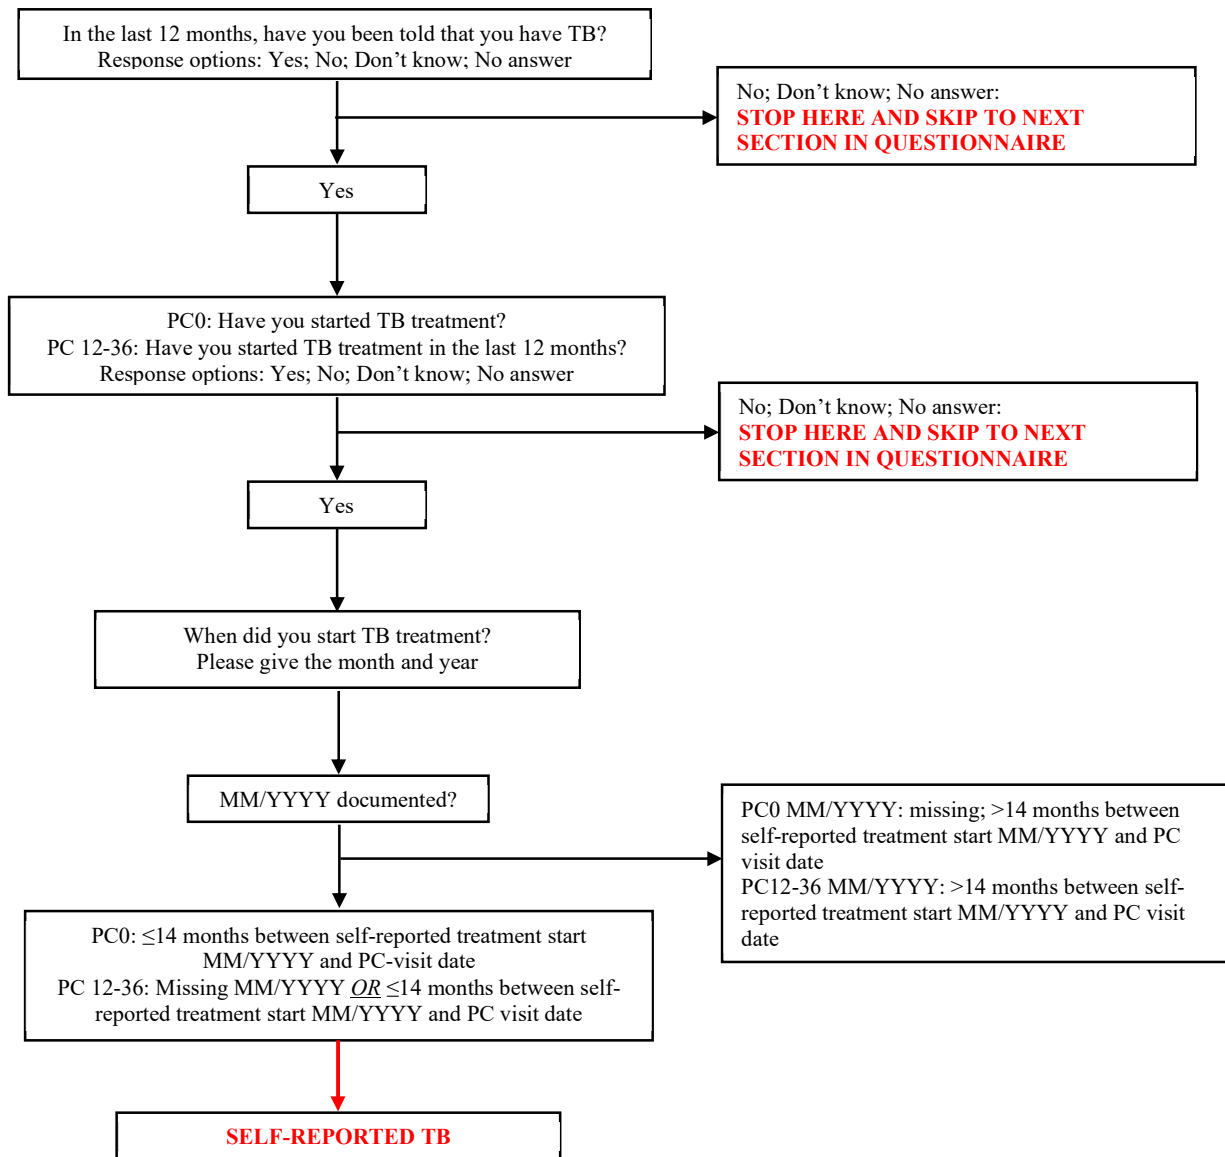 In the last 12 months, have you been told that you have TB?
Response options: Yes; No; Don’t know; No answer
No; Don’t know; No answer:
STOP HERE AND SKIP TO NEXT
SECTION IN QUESTIONNAIRE
Yes
PC0: Have you started TB treatment?
PC 12-36: Have you started TB treatment in the last 12 months?
Response options: Yes; No; Don’t know; No answer
No; Don’t know; No answer:
STOP HERE AND SKIP TO NEXT
SECTION IN QUESTIONNAIRE
Yes
When did you start TB treatment?
Please give the month and year
MM/YYYY documented?
PC0 MM/YYYY: missing; >14 months between
self-reported treatment start MM/YYYY and PC
visit date
PC12-36 MM/YYYY: >14 months between self-
reported treatment start MM/YYYY and PC visit
date
PC0: ≤14 months between self-reported treatment start
MM/YYYY and PC-visit date
PC 12-36: Missing MM/YYYY OR ≤14 months between self-
reported treatment start MM/YYYY and PC visit date
SELF-REPORTED TB